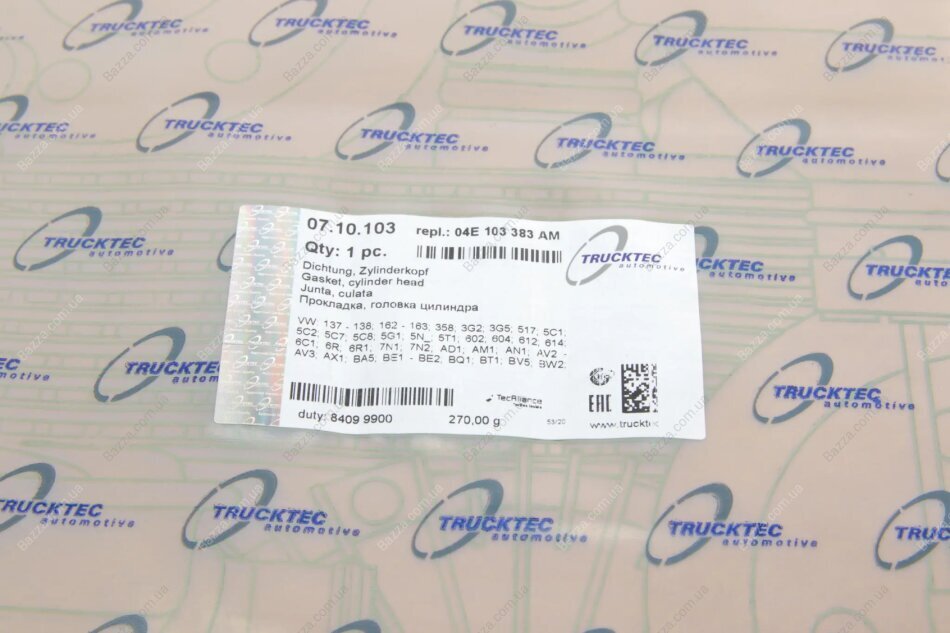 07.10.103 repl.: 04E 103 383 AM
Qty: 1 pc.
TRUCKTEC
automotive
Dichtung, Zylinderkopf
Gasket, cylinder head
Junta, culata
Прокладка, головка цилиндра
VW: 137 - 138; 162 - 163; 358; 3G2; 3G5; 517; 5C1;
5C2; 5C7; 5C8; 5G1; 5N_; 5T1; 602; 604; 612; 614;
6C1; 6R; 6R1; 7N1; 7N2; AD1; AM1; AN1; AV2 -
AV3; AX1; BA5; BE1 - BE2; BQ1; BT1; BV5; BW2;
TecAlliance
EAC
duty: 8409 9900 270,00 g 53/20 www.truckte